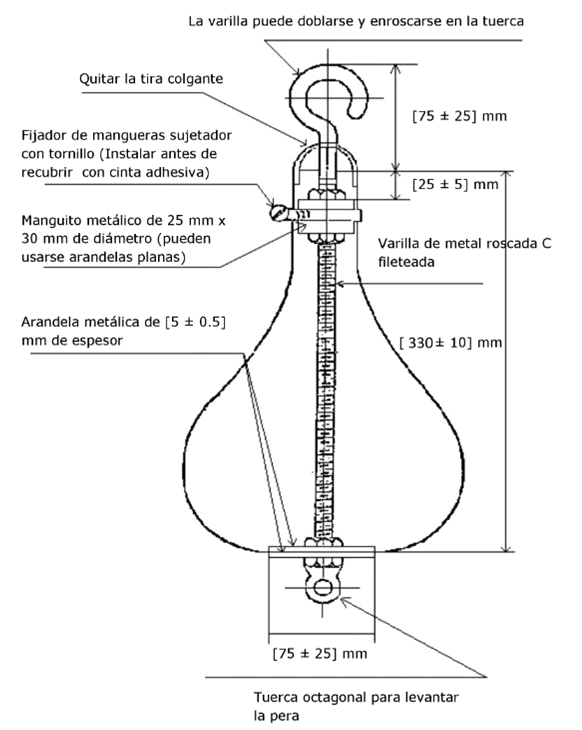 La varilla puede doblarse y enroscarse en la tuerca
Quitar la tira colgante
[75 ± 25] mm
Fijador de mangueras sujetador
con tornillo (Instalar antes de
recubrir con cinta adhesiva)
[25 ± 5] mm
Manguito metálico de 25 mm x
30 mm de diámetro (pueden
usarse arandelas planas)
Varilla de metal roscada C
fileteada
Arandela metálica de [5 ± 0.5]
mm de espesor
[ 330± 10] mm
[75 ± 25] mm
Tuerca octagonal para levantar
la pera